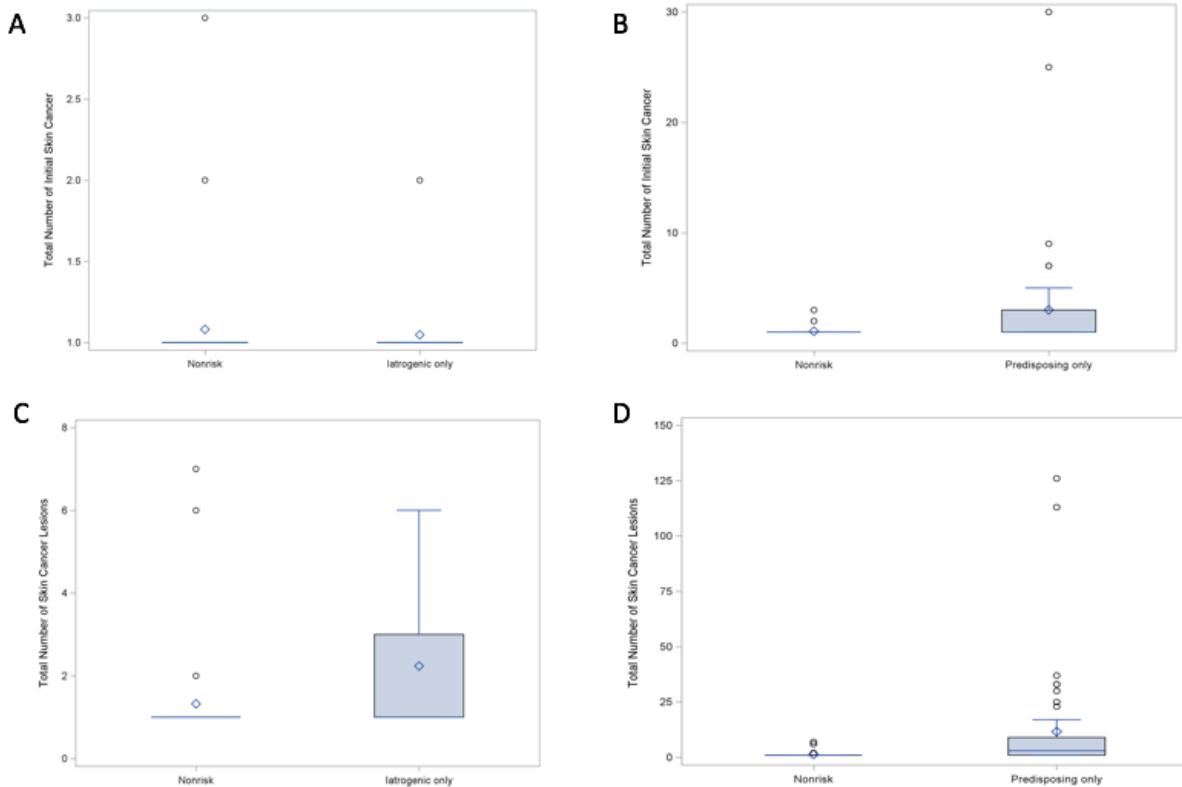 A
Total Number of Initial Skin Cancer
3.0
2.5
2.0
1.5
1.0
Nonrisk
Iatrogenic only
B
Total Number of Initial Skin Cancer
30
20
10
0
Nonrisk
Predisposing only
C
Total Number of Skin Cancer Lesions
8
6
4
2
0
Nonrisk
Iatrogenic only
D
Total Number of Skin Cancer Lesions
150
125
100
75
50
25
0
Nonrisk
Predisposing only